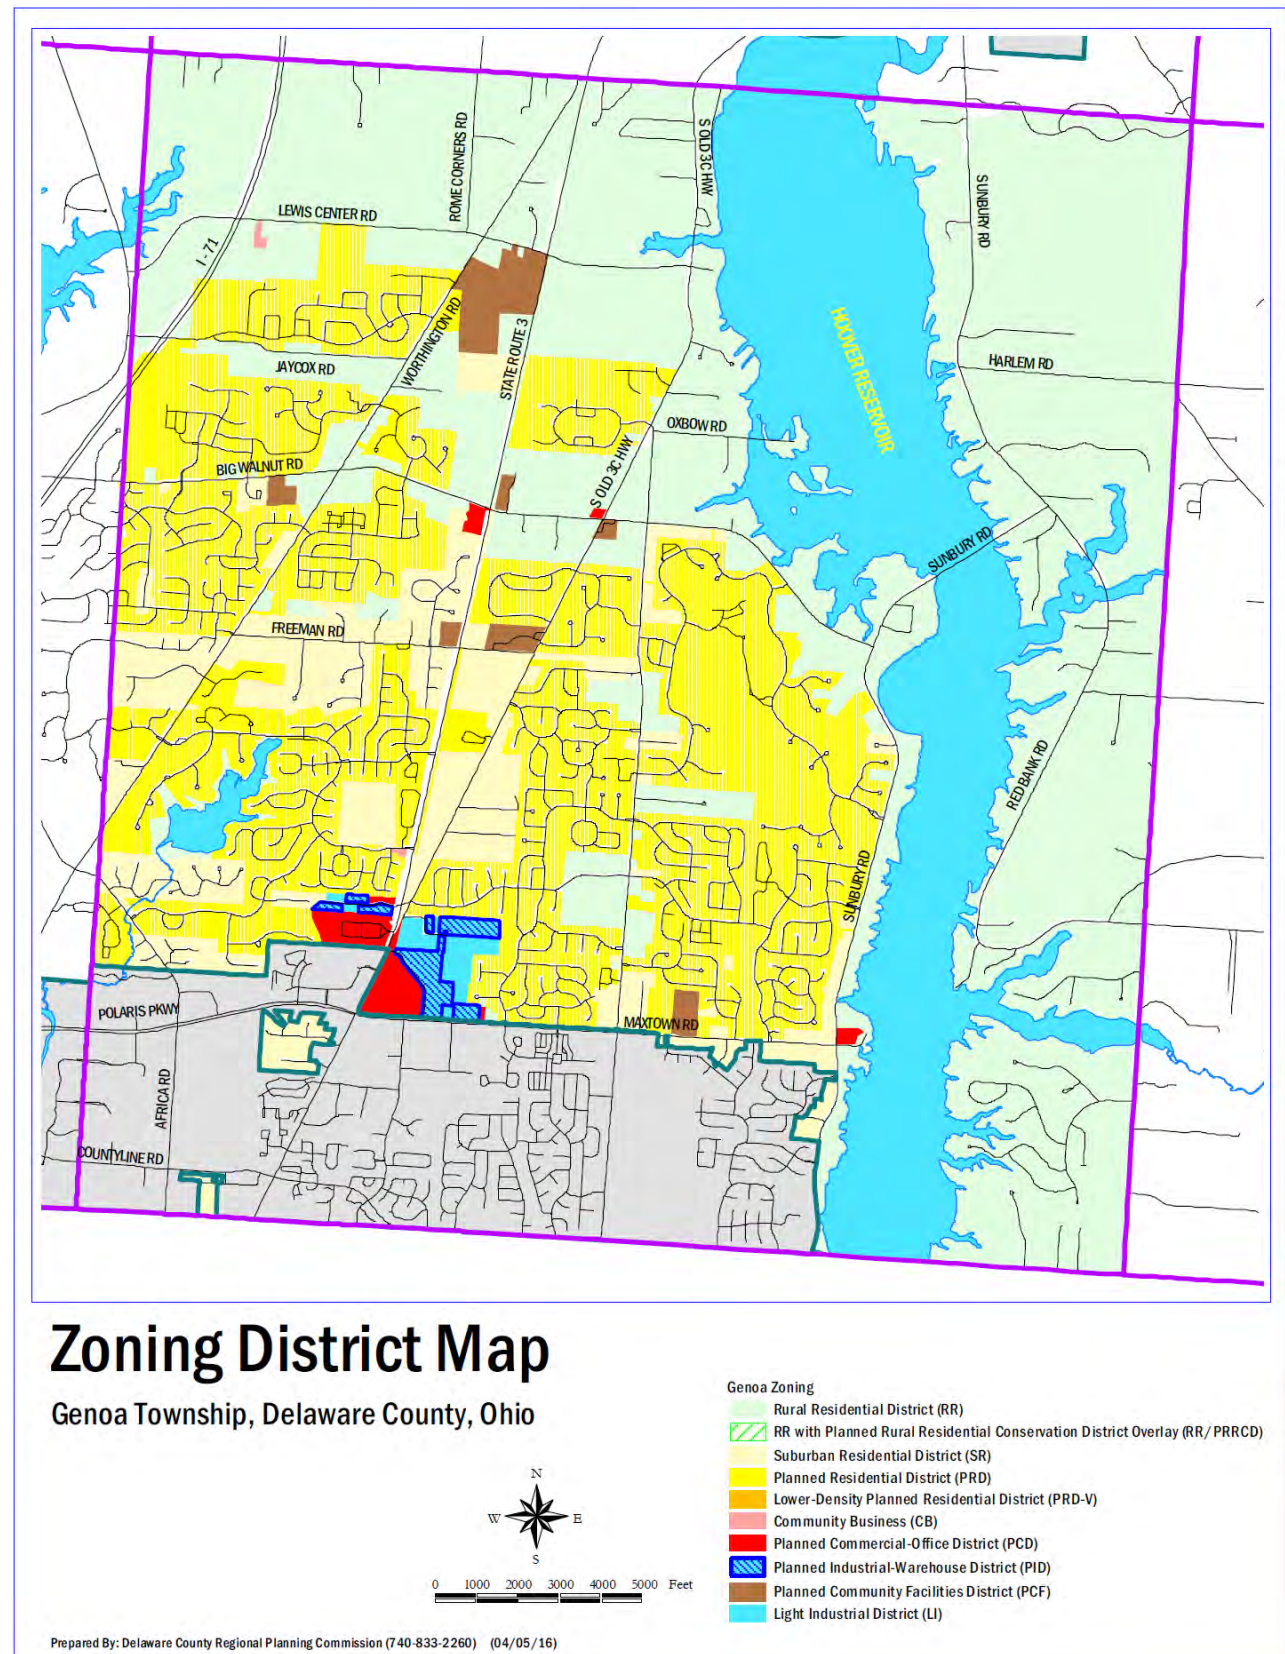 ROME CORNERS RD
S OLD 3C HWY
SUNBURY RD
LEWIS CENTER RD
I - 71
WORTHINGTON RD
STATE ROUTE 3
HOOVER RESERVOIR
HARLEM RD
JAYCOX RD
OXBOW RD
S OLD 3C HWY
BIG WALNUT RD
SUNBURY RD
FREEMAN RD
RED BANK RD
SUNBURY RD
POLARIS PKWY
MAXTOWN RD
AFRICA RD
COUNTYLINE RD
Zoning District Map
Genoa Township, Delaware County, Ohio
N
W E
S
0 1000 2000 3000 4000 5000 Feet
Genoa Zoning
Rural Residential District (RR)
RR with Planned Rural Residential Conservation District Overlay (RR/PRRCD)
Suburban Residential District (SR)
Planned Residential District (PRD)
Lower-Density Planned Residential District (PRD-V)
Community Business (CB)
Planned Commercial-Office District (PCD)
Planned Industrial-Warehouse District (PID)
Planned Community Facilities District (PCF)
Light Industrial District (LI)
Prepared By: Delaware County Regional Planning Commission (740-833-2260) (04/05/16)